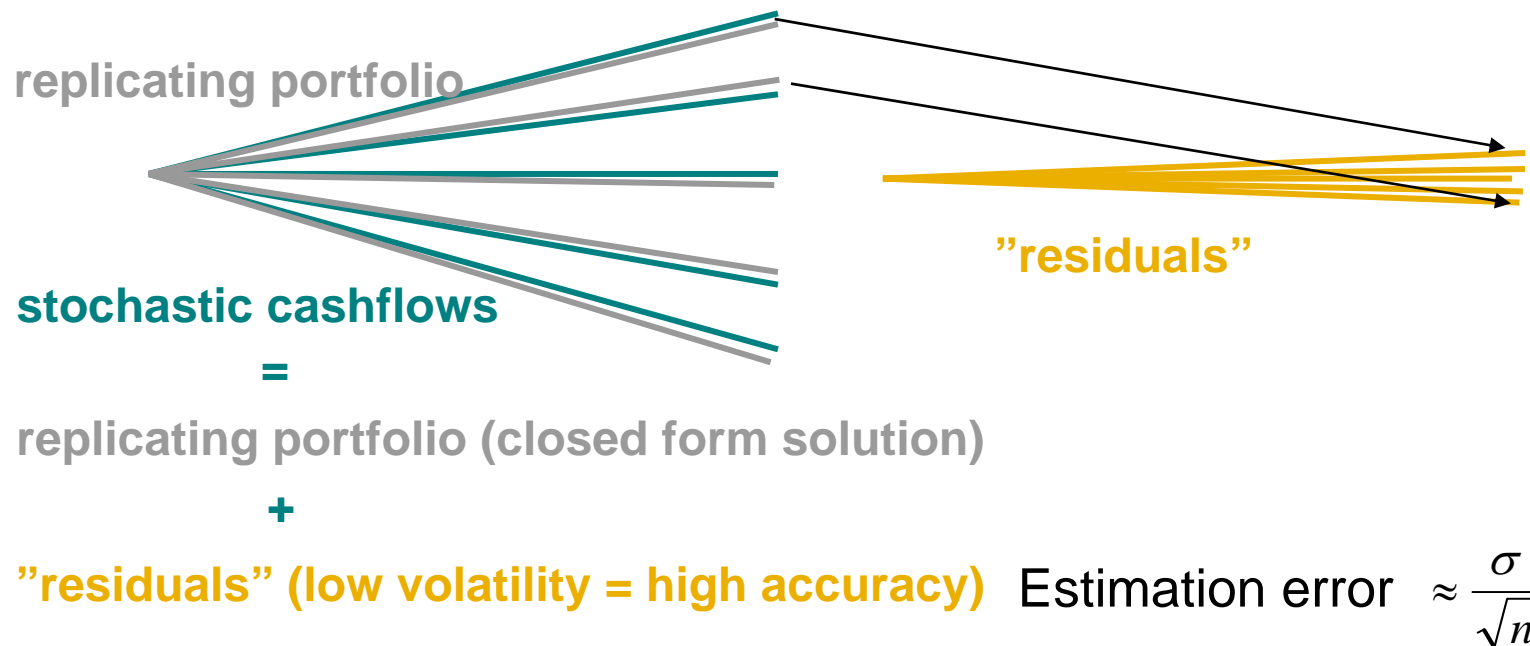 replicating portfolio
”residuals”
stochastic cashflows
=
replicating portfolio (closed form solution)
+
”residuals” (low volatility = high accuracy) Estimation error ≈ σ/√n